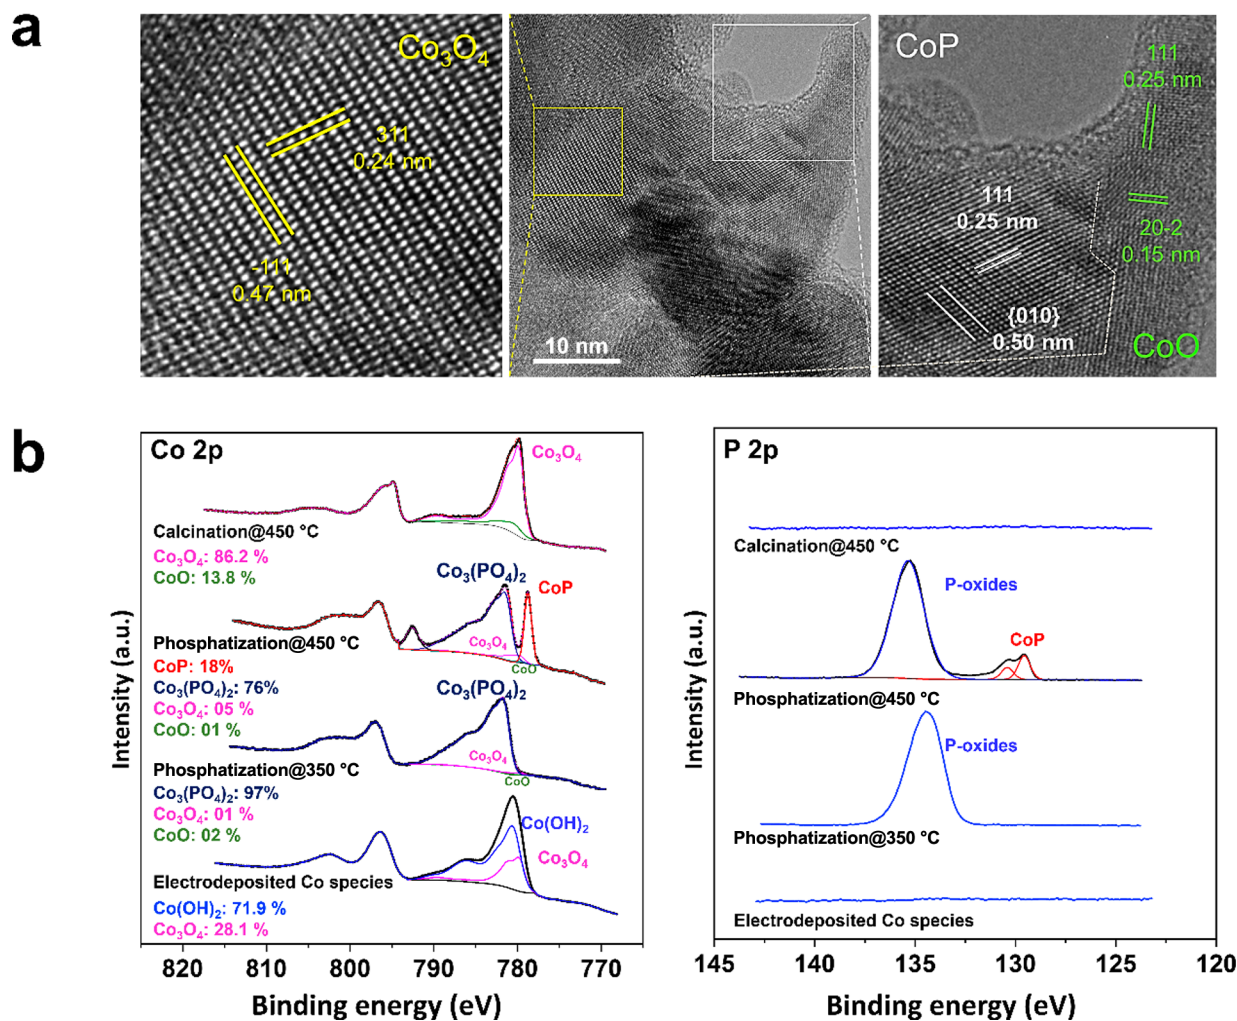 a
Co₃O₄
311
0.24 nm
-111
0.47 nm
10 nm
CoP
111
0.25 nm
111
0.25 nm
20-2
0.15 nm
{010}
0.50 nm
CoO
b
Co 2p
Intensity (a.u.)
Co₃O₄
Calcination@450 °C
Co₃O₄: 86.2 %
CoO: 13.8 %
Co₃(PO₄)₂
CoP
Co₃O₄
CoO
Phosphatization@450 °C
CoP: 18%
Co₃(PO₄)₂: 76%
Co₃O₄: 05 %
CoO: 01 %
Co₃(PO₄)₂
Co₃O₄
CoO
Phosphatization@350 °C
Co₃(PO₄)₂: 97%
Co₃O₄: 01 %
CoO: 02 %
Co(OH)₂
Co₃O₄
Electrodeposited Co species
Co(OH)₂: 71.9 %
Co₃O₄: 28.1 %
820 810 800 790 780 770
Binding energy (eV)
P 2p
Intensity (a.u.)
Calcination@450 °C
P-oxides
CoP
Phosphatization@450 °C
P-oxides
Phosphatization@350 °C
Electrodeposited Co species
145 140 135 130 125 120
Binding energy (eV)